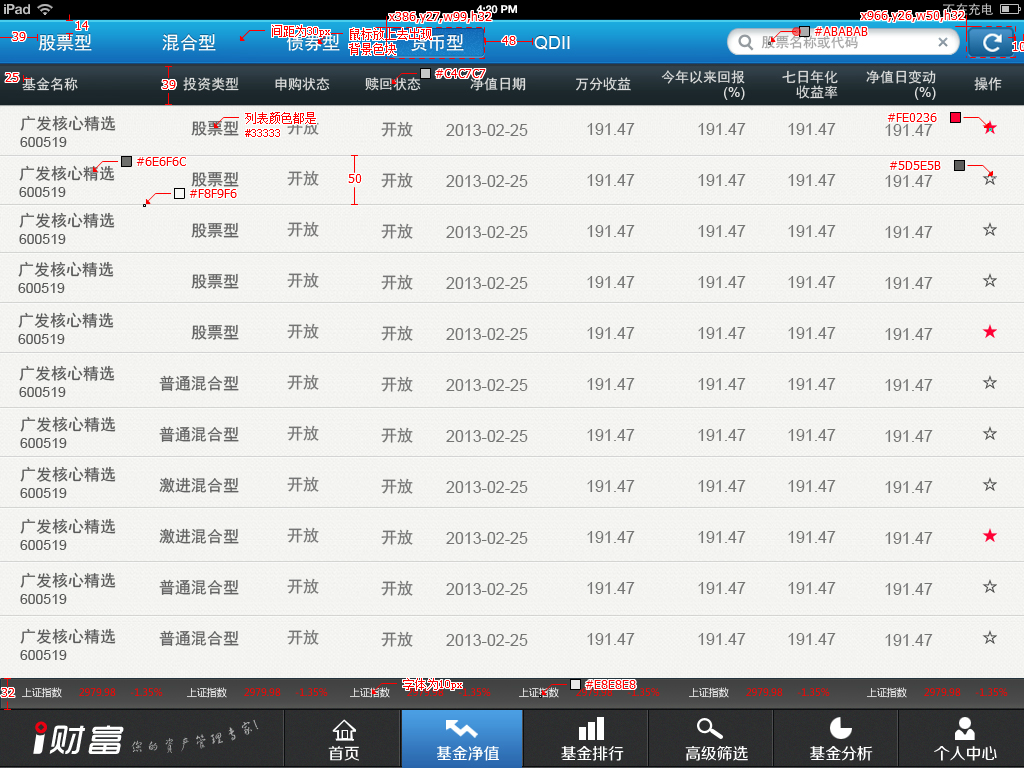 iPad 4:20 PM 不在充电
x386,y27,w99,h32 x966,y26,w50,h32
39 14 股票型 混合型 间距为30px 债券型 鼠标放上去出现 背景色块 货币型 48 QDII 股票名称或代码 #ABABAB
25 基金名称 39 投资类型 申购状态 赎回状态 #C4C7C7 净值日期 万分收益 今年以来回报 (%) 七日年化 收益率 净值日变动 (%) 操作
广发核心精选 股票型 列表颜色都是 开放 开放 2013-02-25 191.47 191.47 191.47 191.47 #FE0236
600519 #33333
广发核心精选 #6E6F6C 股票型 开放 50 开放 2013-02-25 191.47 191.47 191.47 191.47 #5D5E5B
600519 #F8F9F6
广发核心精选 股票型 开放 开放 2013-02-25 191.47 191.47 191.47 191.47
600519
广发核心精选 股票型 开放 开放 2013-02-25 191.47 191.47 191.47 191.47
600519
广发核心精选 股票型 开放 开放 2013-02-25 191.47 191.47 191.47 191.47
600519
广发核心精选 普通混合型 开放 开放 2013-02-25 191.47 191.47 191.47 191.47
600519
广发核心精选 普通混合型 开放 开放 2013-02-25 191.47 191.47 191.47 191.47
600519
广发核心精选 激进混合型 开放 开放 2013-02-25 191.47 191.47 191.47 191.47
600519
广发核心精选 激进混合型 开放 开放 2013-02-25 191.47 191.47 191.47 191.47
600519
广发核心精选 普通混合型 开放 开放 2013-02-25 191.47 191.47 191.47 191.47
600519
广发核心精选 普通混合型 开放 开放 2013-02-25 191.47 191.47 191.47 191.47
600519
32 上证指数 上证指数 上证指数 字体为10px 上证指数 #E8E8E8 上证指数 上证指数
i财富 你的资产管理专家! 首页 基金净值 基金排行 高级筛选 基金分析 个人中心